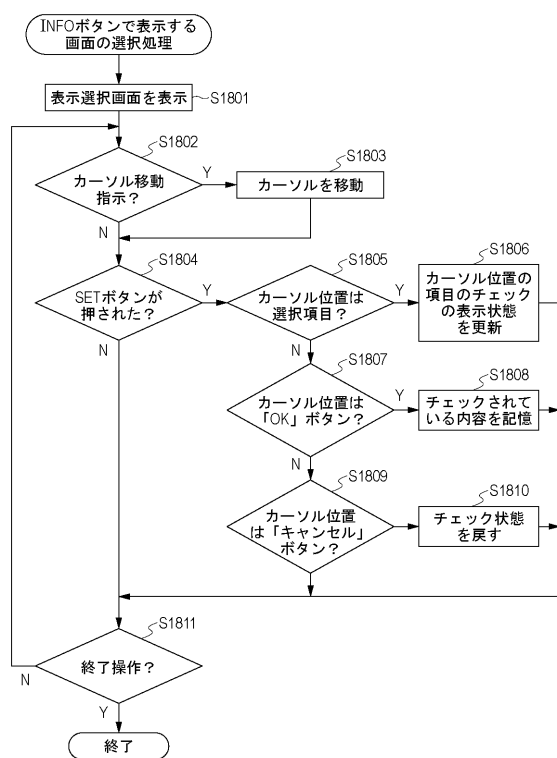 INFOボタンで表示する
画面の選択処理
表示選択画面を表示
S1801
S1802
カーソル移動
指示?
Y
N
S1803
カーソルを移動
S1804
SETボタンが
押された?
Y
N
S1805
カーソル位置は
選択項目?
Y
N
S1806
カーソル位置の
項目のチェック
の表示状態
を更新
S1807
カーソル位置は
「OK」ボタン?
Y
N
S1808
チェックされて
いる内容を記憶
S1809
カーソル位置
は「キャンセル」
ボタン?
S1810
チェック状態
を戻す
S1811
終了操作?
N
Y
終了